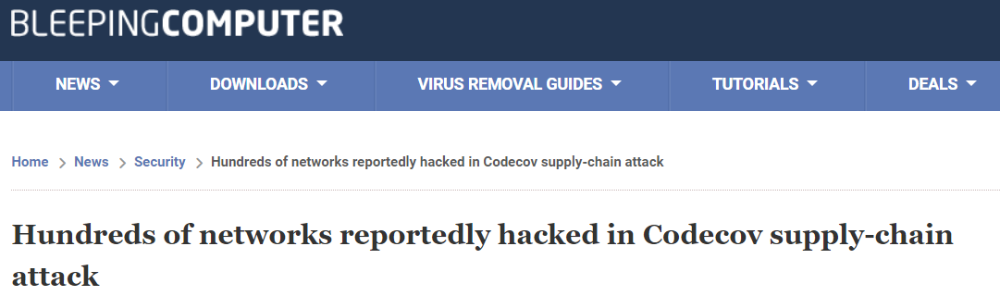 BLEEPINGCOMPUTER
NEWS DOWNLOADS VIRUS REMOVAL GUIDES TUTORIALS DEALS
Home > News > Security > Hundreds of networks reportedly hacked in Codecov supply-chain attack
Hundreds of networks reportedly hacked in Codecov supply-chain
attack